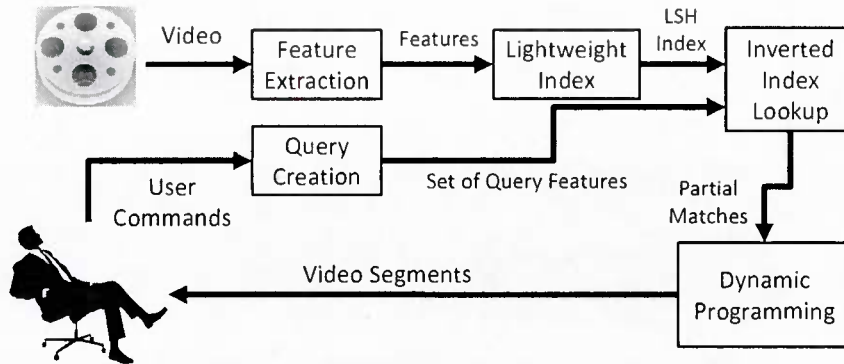 Video
Feature
Extraction
Features
Lightweight
Index
LSH
Index
Inverted
Index
Lookup
User
Commands
Query
Creation
Set of Query Features
Partial
Matches
Dynamic
Programming
Video Segments